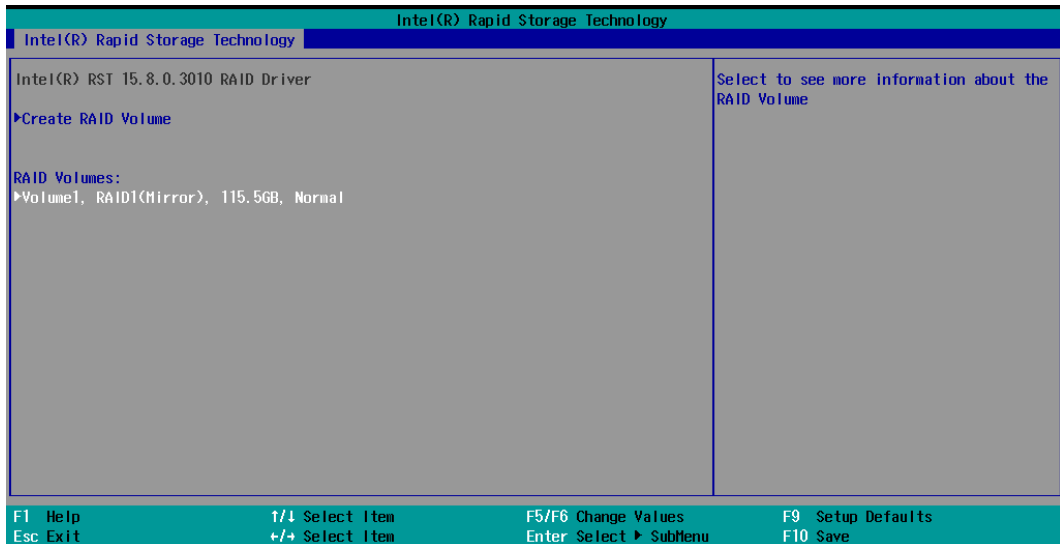 Intel(R) Rapid Storage Technology
Intel(R) Rapid Storage Technology
Intel(R) RST 15.8.0.3010 RAID Driver
▶Create RAID Volume
RAID Volumes:
▶Volume1, RAID1(Mirror), 115.5GB, Normal
Select to see more information about the
RAID Volume
F1 Help ↑/↓ Select Item F5/F6 Change Values F9 Setup Defaults
Esc Exit ←/→ Select Item Enter Select ▶ SubMenu F10 Save